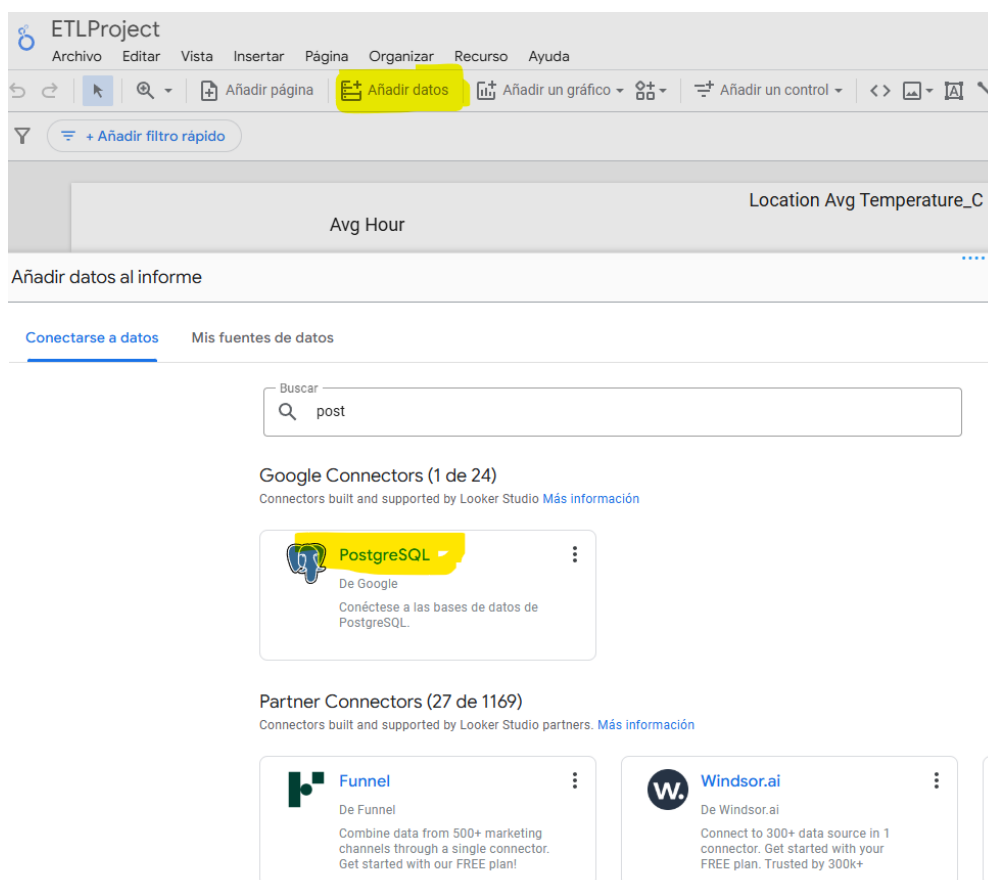 ETLProject
Archivo Editar Vista Insertar Página Organizar Recurso Ayuda
Añadir página Añadir datos Añadir un gráfico Añadir un control
+ Añadir filtro rápido
Location Avg Temperature_C
Avg Hour
Añadir datos al informe
Conectarse a datos Mis fuentes de datos
Buscar
post
Google Connectors (1 de 24)
Connectors built and supported by Looker Studio Más información
PostgreSQL
De Google
Conéctese a las bases de datos de
PostgreSQL.
Partner Connectors (27 de 1169)
Connectors built and supported by Looker Studio partners. Más información
Funnel
De Funnel
Combine data from 500+ marketing
channels through a single connector.
Get started with our FREE plan!
W.
Windsor.ai
De Windsor.ai
Connect to 300+ data source in 1
connector. Get started with your
FREE plan. Trusted by 300k+